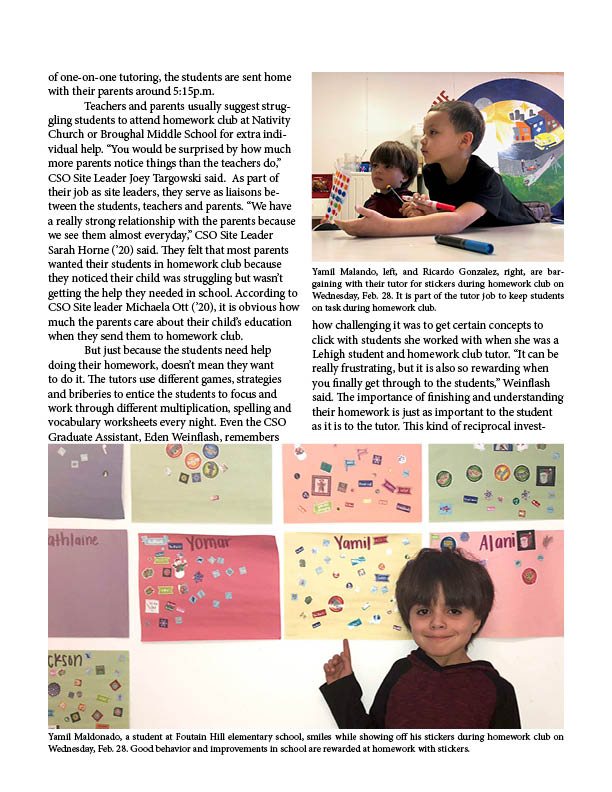 of one-on-one tutoring, the students are sent home
with their parents around 5:15p.m.
Teachers and parents usually suggest strug-
gling students to attend homework club at Nativity
Church or Broughal Middle School for extra indi-
vidual help. “You would be surprised by how much
more parents notice things than the teachers do,”
CSO Site Leader Joey Targowski said.  As part of
their job as site leaders, they serve as liaisons be-
tween the students, teachers and parents. “We have
a really strong relationship with the parents because
we see them almost everyday,” CSO Site Leader
Sarah Horne (’20) said. They felt that most parents
wanted their students in homework club because
they noticed their child was struggling but wasn’t
getting the help they needed in school. According to
CSO Site leader Michaela Ott (’20), it is obvious how
much the parents care about their child’s education
when they send them to homework club.
But just because the students need help
doing their homework, doesn’t mean they want
to do it. The tutors use different games, strategies
and briberies to entice the students to focus and
work through different multiplication, spelling and
vocabulary worksheets every night. Even the CSO
Graduate Assistant, Eden Weinflash, remembers
Yamil Malando, left, and Ricardo Gonzalez, right, are bar-
gaining with their tutor for stickers during homework club on
Wednesday, Feb. 28. It is part of the tutor job to keep students
on task during homework club.
how challenging it was to get certain concepts to
click with students she worked with when she was a
Lehigh student and homework club tutor. “It can be
really frustrating, but it is also so rewarding when
you finally get through to the students,” Weinflash
said. The importance of finishing and understanding
their homework is just as important to the student
as it is to the tutor. This kind of reciprocal invest-
athlaine
Yomar
Yamil
Alani
ckson
Yamil Maldonado, a student at Foutain Hill elementary school, smiles while showing off his stickers during homework club on
Wednesday, Feb. 28. Good behavior and improvements in school are rewarded at homework with stickers.